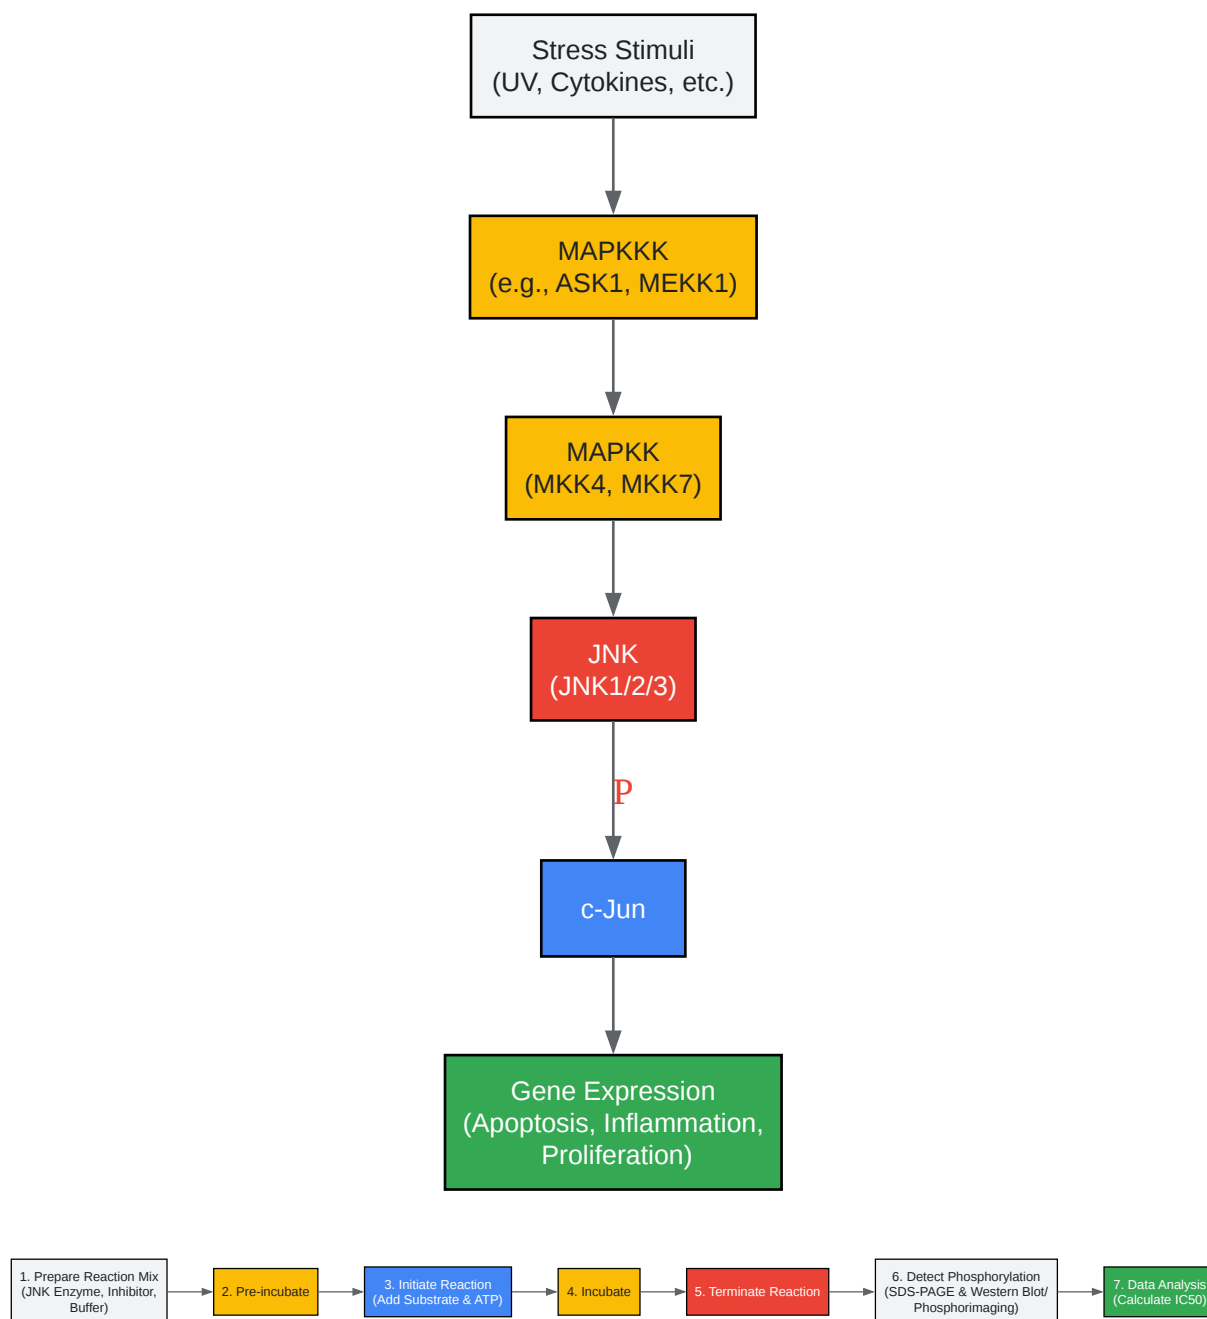 Stress Stimuli
(UV, Cytokines, etc.)
MAPKKK
(e.g., ASK1, MEKK1)
MAPKK
(MKK4, MKK7)
JNK
(JNK1/2/3)
P
c-Jun
Gene Expression
(Apoptosis, Inflammation,
Proliferation)
1. Prepare Reaction Mix
(JNK Enzyme, Inhibitor,
Buffer)
2. Pre-incubate
3. Initiate Reaction
(Add Substrate & ATP)
4. Incubate
5. Terminate Reaction
6. Detect Phosphorylation
(SDS-PAGE & Western Blot/
Phosphorimaging)
7. Data Analysis
(Calculate IC50)